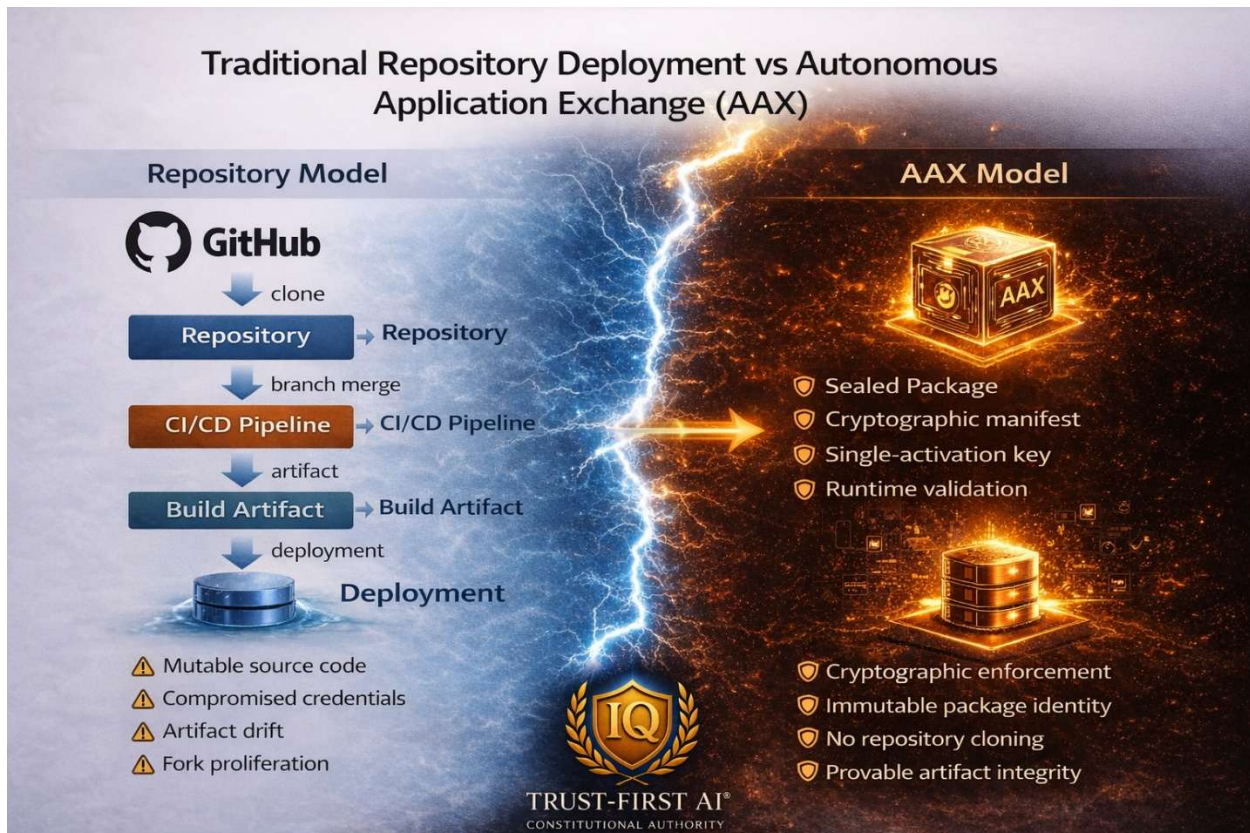 Traditional Repository Deployment vs Autonomous
Application Exchange (AAX)
Repository Model
GitHub
clone
Repository
Repository
branch merge
CI/CD Pipeline
CI/CD Pipeline
artifact
Build Artifact
Build Artifact
deployment
Deployment
Mutable source code
Compromised credentials
Artifact drift
Fork proliferation
AAX Model
AAX
Sealed Package
Cryptographic manifest
Single-activation key
Runtime validation
Cryptographic enforcement
Immutable package identity
No repository cloning
Provable artifact integrity
IQ
TRUST-FIRST AI®
CONSTITUTIONAL AUTHORITY